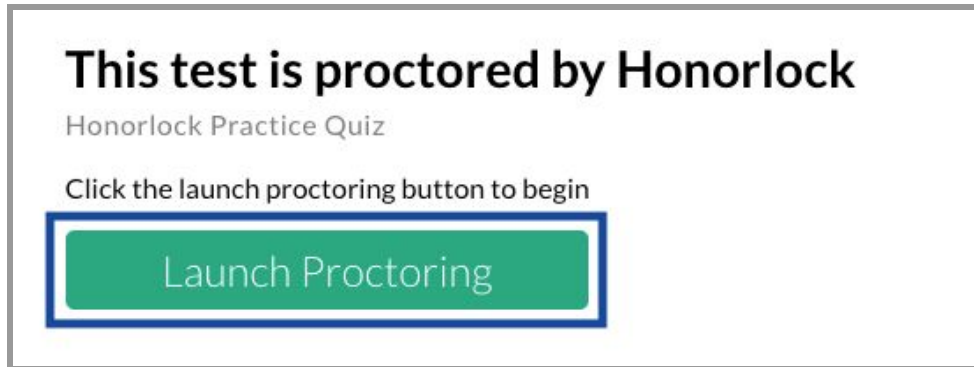 This test is proctored by Honorlock
Honorlock Practice Quiz
Click the launch proctoring button to begin
Launch Proctoring